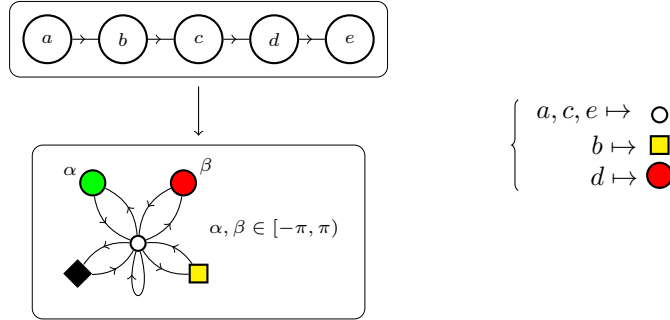 a b c d e
α β
α, β ∈ [−π, π)
a, c, e ↦
b ↦
d ↦